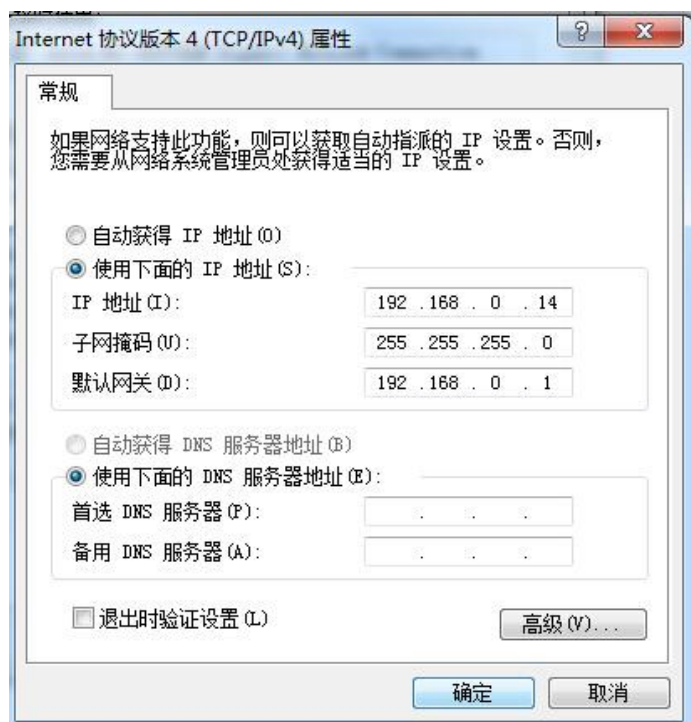 Internet 协议版本 4 (TCP/IPv4) 属性
常规
如果网络支持此功能，则可以获取自动指派的 IP 设置。否则，
您需要从网络系统管理员处获得适当的 IP 设置。
自动获得 IP 地址(O)
使用下面的 IP 地址(S):
IP 地址(I): 192 .168 . 0 . 14
子网掩码(U): 255 .255 .255 . 0
默认网关(D): 192 .168 . 0 . 1
自动获得 DNS 服务器地址(B)
使用下面的 DNS 服务器地址(E):
首选 DNS 服务器(P): . . .
备用 DNS 服务器(A): . . .
退出时验证设置(L)
高级(V)...
确定 取消